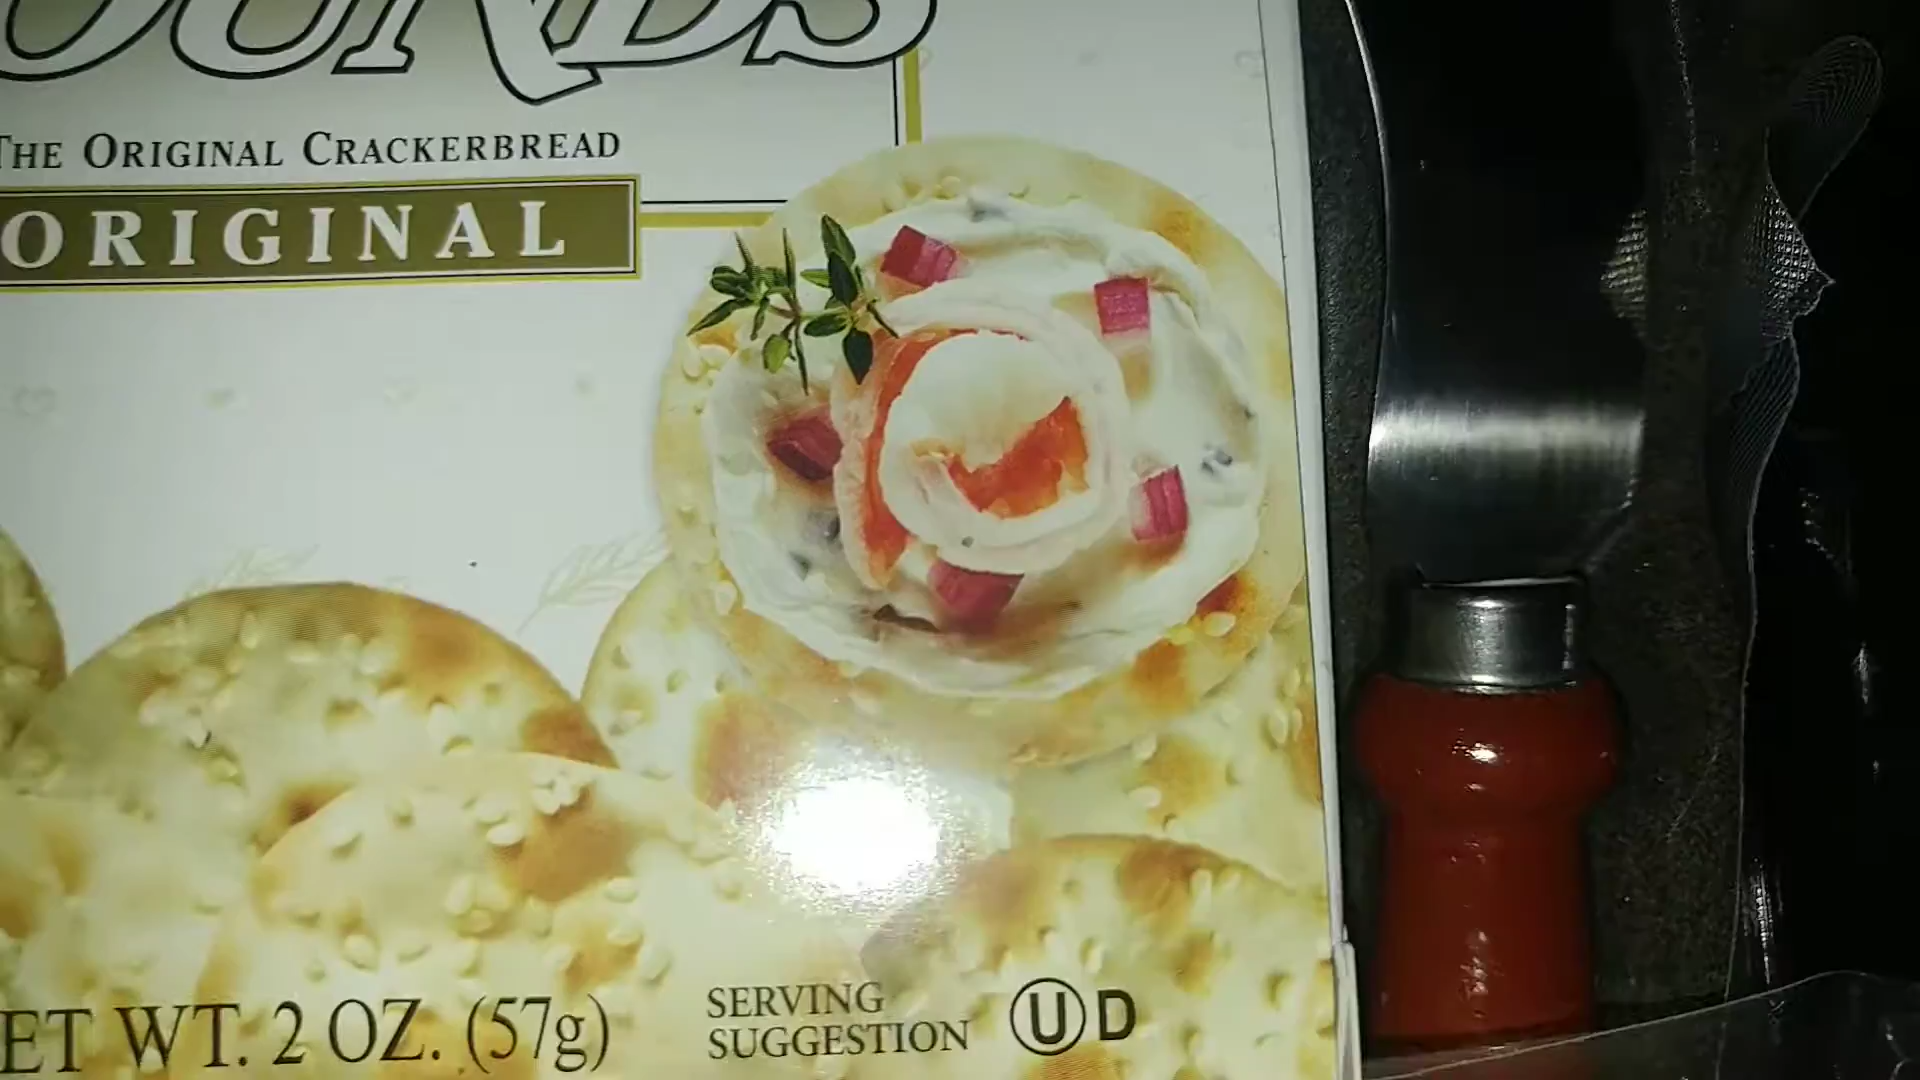 THE ORIGINAL CRACKERBREAD
ORIGINAL
ET WT. 2 OZ. (57g)
SERVING
SUGGESTION
U D